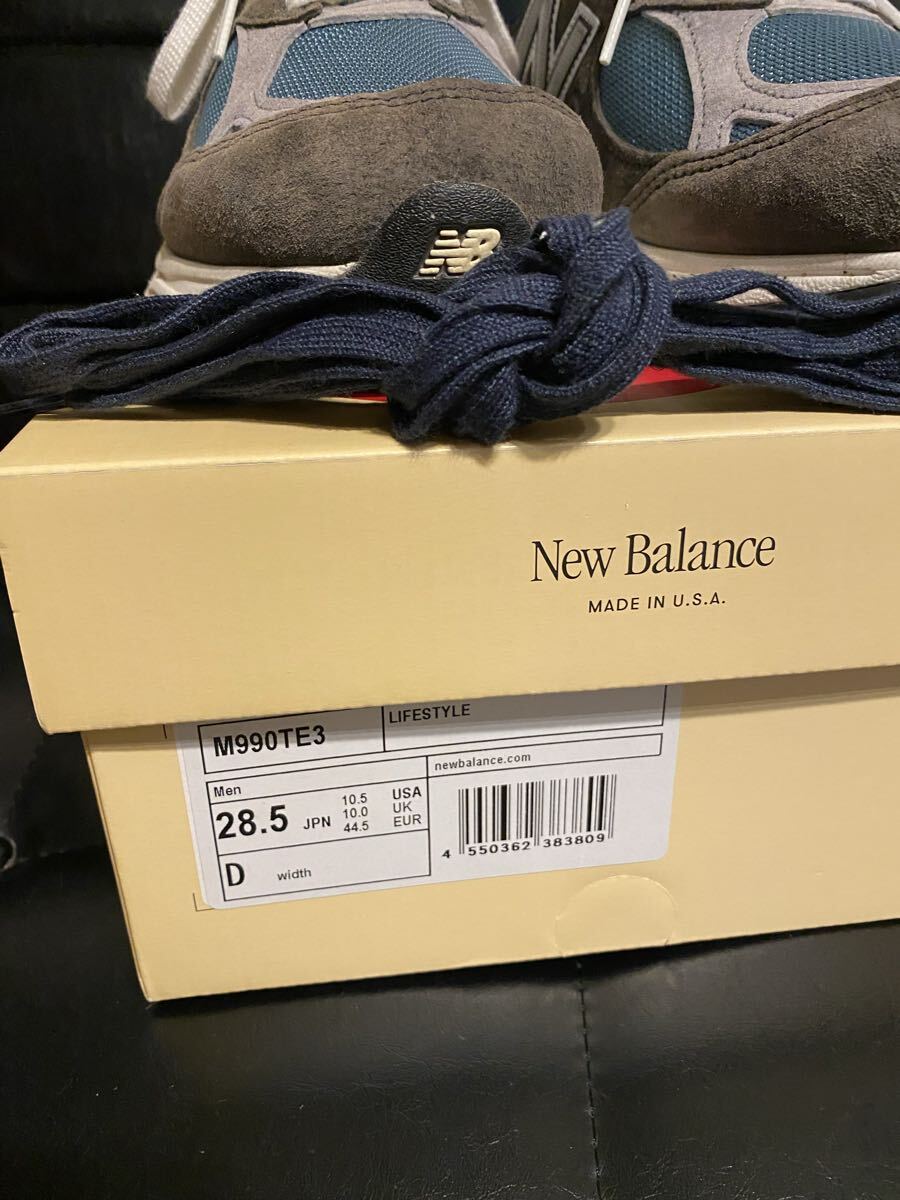 NB
New Balance
MADE IN U.S.A.
M990TE3
LIFESTYLE
newbalance.com
Men
28.5 JPN
10.5 USA
10.0 UK
44.5 EUR
D width
4 550362 383809